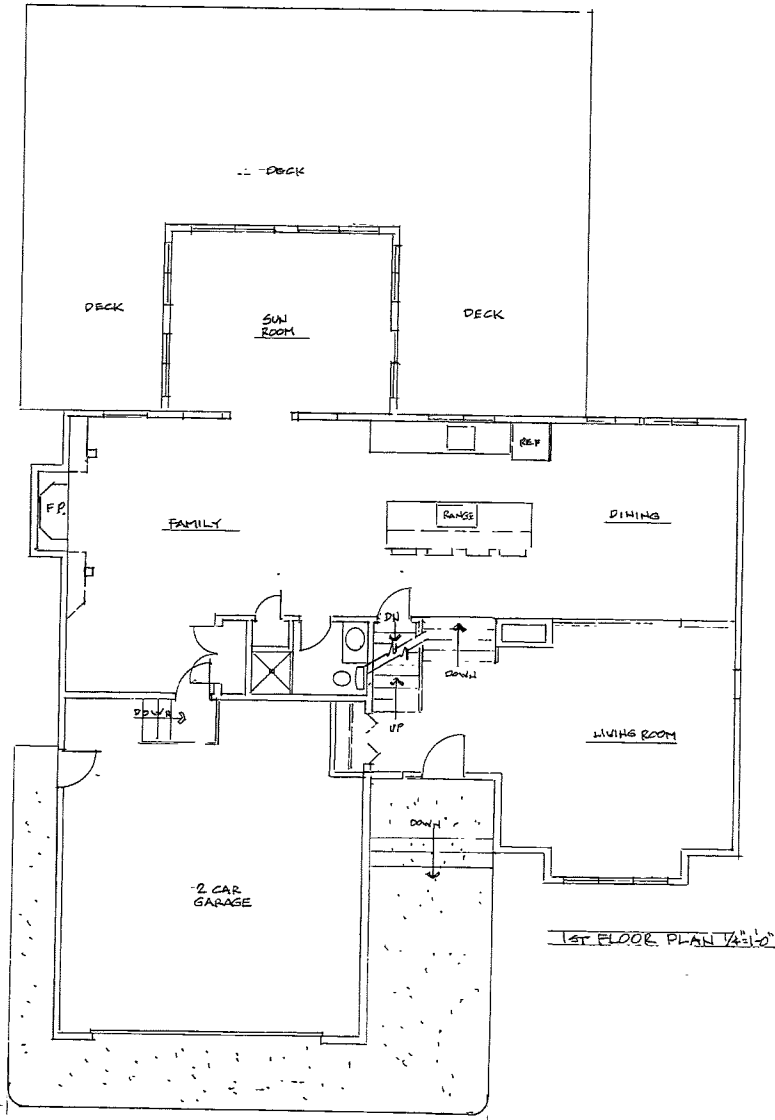 DECK
DECK
SUN
ROOM
DECK
REF
F.P.
FAMILY
RANGE
DINING
DN
DOWN
DOWN
UP
LIVING ROOM
DOWN
2 CAR
GARAGE
1ST FLOOR PLAN 1/4"=1'-0"